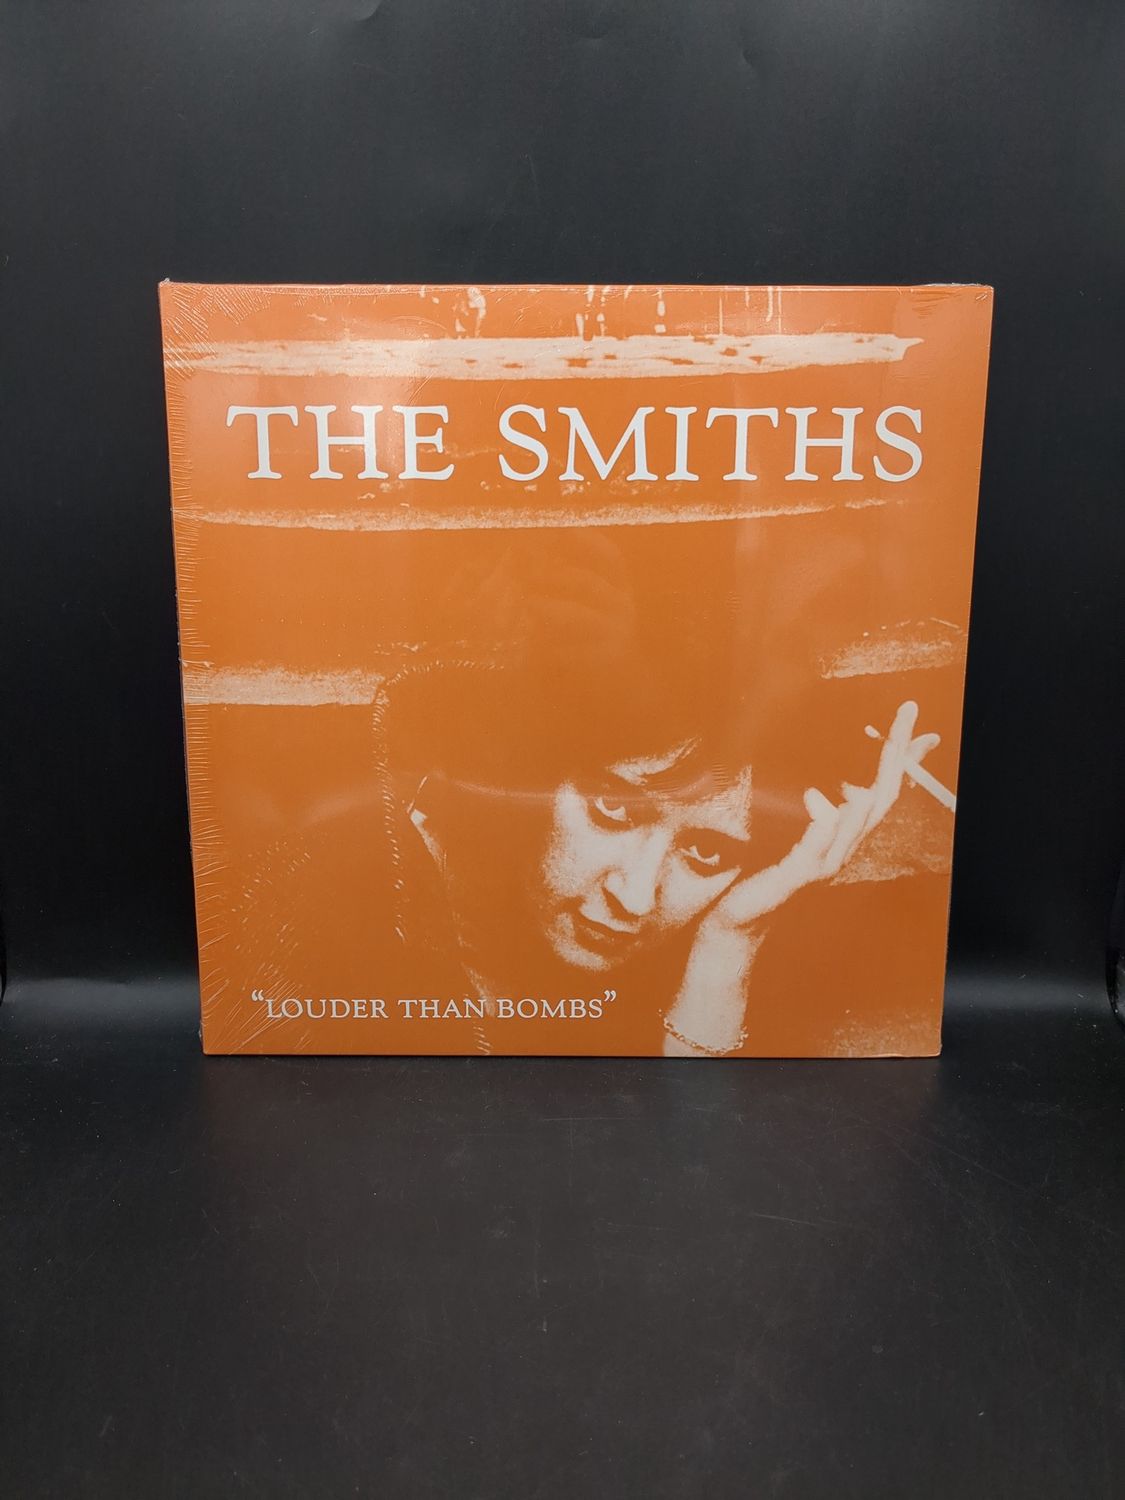 THE SMITHS
“LOUDER THAN BOMBS”